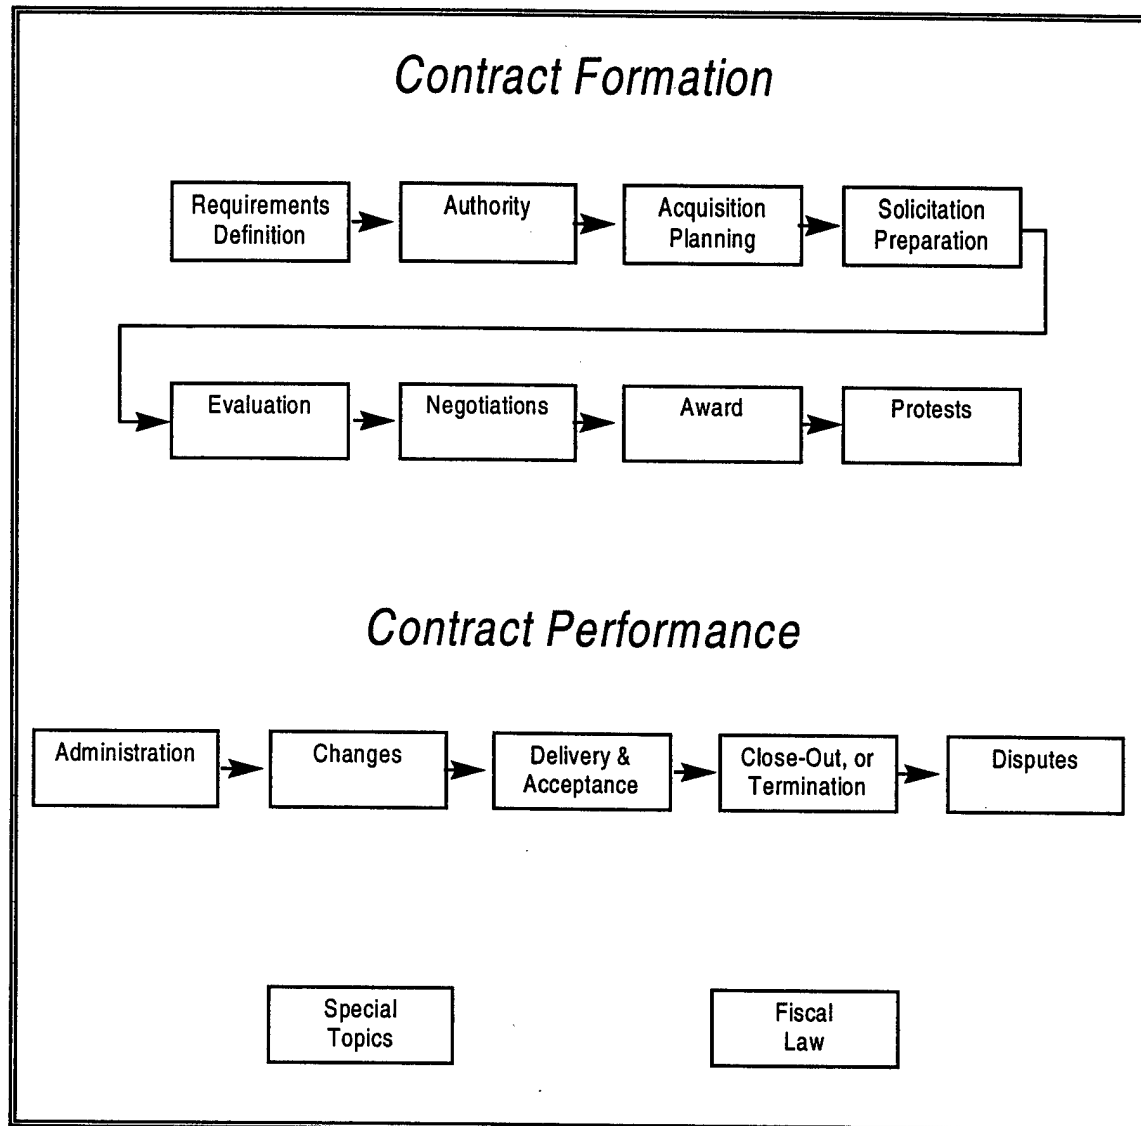 Contract Formation
Requirements
Definition
Authority
Acquisition
Planning
Solicitation
Preparation
Evaluation
Negotiations
Award
Protests
Contract Performance
Administration
Changes
Delivery &
Acceptance
Close-Out, or
Termination
Disputes
Special
Topics
Fiscal
Law